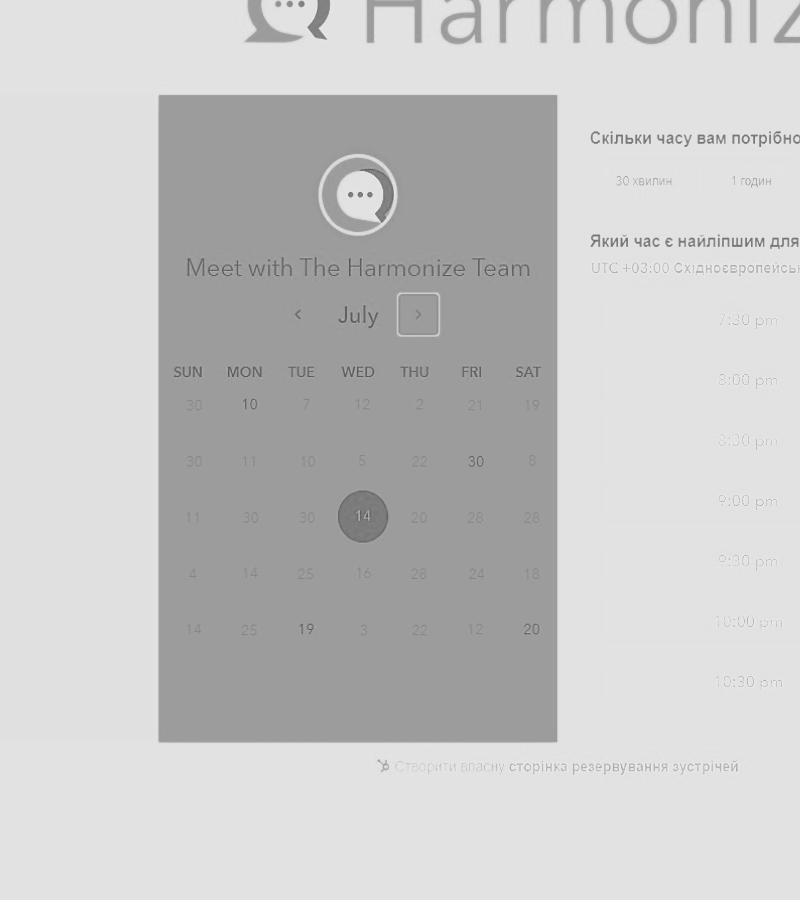 Harmoniz
Meet with The Harmonize Team
July
SUN MON TUE WED THU FRI SAT
30 10 7 12 2 21 19
30 11 10 5 22 30 8
11 30 30 14 20 28 28
4 14 25 16 28 24 18
14 25 19 3 22 12 20
Скільки часу вам потрібно
30 хвилин 1 годин
Який час є найліпшим для
UTC +03:00 Східноєвропейськ
7:30 pm
8:00 pm
8:30 pm
9:00 pm
9:30 pm
10:00 pm
10:30 pm
Створити власну сторінка резервування зустрічей